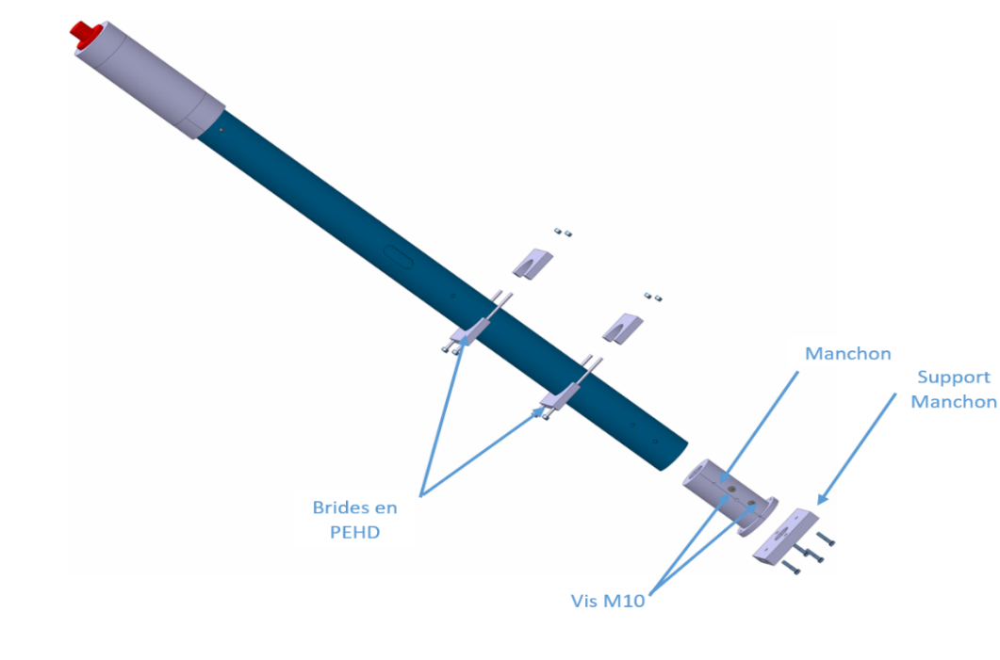 Manchon
Support
Manchon
Brides en
PEHD
Vis M10